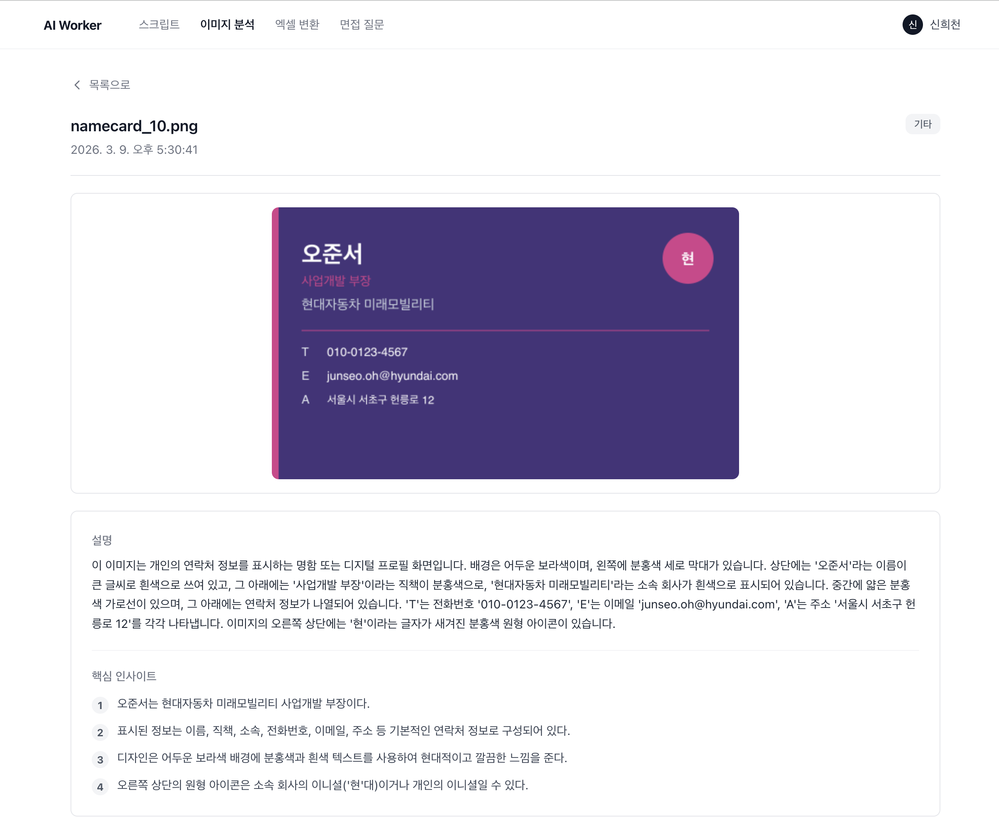 AI Worker 스크립트 이미지 분석 엑셀 변환 면접 질문 신 신희천
목록으로
namecard_10.png 기타
2026. 3. 9. 오후 5:30:41
오준서 현
사업개발 부장
현대자동차 미래모빌리티
T 010-0123-4567
E junseo.oh@hyundai.com
A 서울시 서초구 헌릉로 12
설명
이 이미지는 개인의 연락처 정보를 표시하는 명함 또는 디지털 프로필 화면입니다. 배경은 어두운 보라색이며, 왼쪽에 분홍색 세로 막대가 있습니다. 상단에는 '오준서'라는 이름이
큰 글씨로 흰색으로 쓰여 있고, 그 아래에는 '사업개발 부장'이라는 직책이 분홍색으로, '현대자동차 미래모빌리티'라는 소속 회사가 흰색으로 표시되어 있습니다. 중간에 얇은 분홍
색 가로선이 있으며, 그 아래에는 연락처 정보가 나열되어 있습니다. 'T'는 전화번호 '010-0123-4567', 'E'는 이메일 'junseo.oh@hyundai.com', 'A'는 주소 '서울시 서초구 헌
릉로 12'를 각각 나타냅니다. 이미지의 오른쪽 상단에는 '현'이라는 글자가 새겨진 분홍색 원형 아이콘이 있습니다.
핵심 인사이트
1 오준서는 현대자동차 미래모빌리티 사업개발 부장이다.
2 표시된 정보는 이름, 직책, 소속, 전화번호, 이메일, 주소 등 기본적인 연락처 정보로 구성되어 있다.
3 디자인은 어두운 보라색 배경에 분홍색과 흰색 텍스트를 사용하여 현대적이고 깔끔한 느낌을 준다.
4 오른쪽 상단의 원형 아이콘은 소속 회사의 이니셜('현'대)이거나 개인의 이니셜일 수 있다.